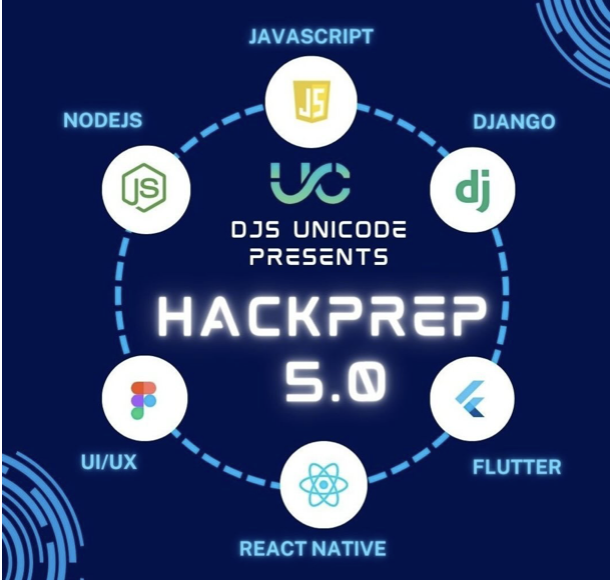 JAVASCRIPT
JS
NODEJS
DJANGO
JS
dj
UC
DJS UNICODE
PRESENTS
HACKPREP
5.0
UI/UX
FLUTTER
REACT NATIVE